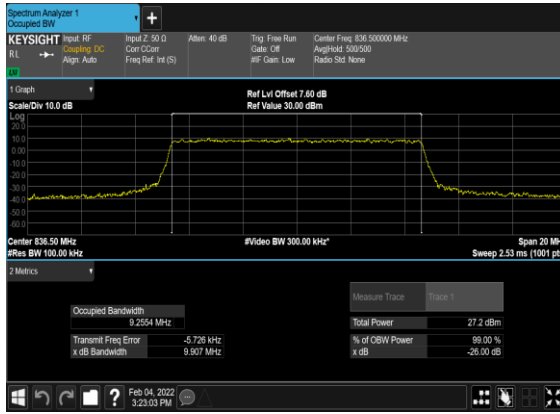 Spectrum Analyzer 1
Occupied BW
+
KEYSIGHT Input: RF Input Z: 50 Ω Atten: 40 dB Trig: Free Run Center Freq: 836.500000 MHz
RL Coupling: DC Corr CCorr Gate: Off Avg|Hold: 500/500
Align: Auto Freq Ref: Int (S) #IF Gain: Low Radio Std: None
LNI
1 Graph
Ref Lvl Offset 7.60 dB
Scale/Div 10.0 dB Ref Value 30.00 dBm
Log
20.0
10.0
0.00
-10.0
-20.0
-30.0
-40.0
-50.0
-60.0
Center 836.50 MHz #Video BW 300.00 kHz* Span 20 MH
#Res BW 100.00 kHz Sweep 2.53 ms (1001 pt
2 Metrics
Measure Trace Trace 1
Occupied Bandwidth
9.2554 MHz
Total Power 27.2 dBm
Transmit Freq Error -5.726 kHz % of OBW Power 99.00 %
x dB Bandwidth 9.907 MHz x dB -26.00 dB
? Feb 04, 2022
3:23:03 PM